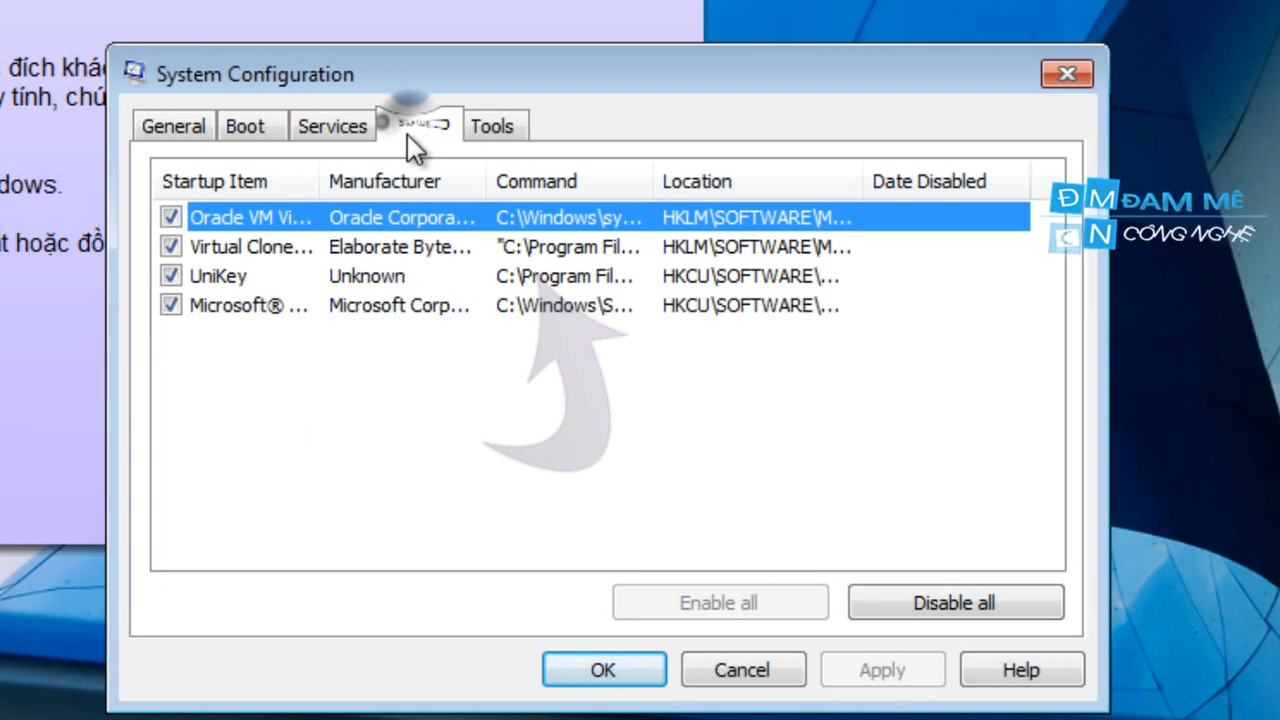 đích khá
y tính, chú
dows.
ít hoặc đồ
System Configuration
General Boot Services Tools
Startup Item Manufacturer Command Location Date Disabled
Oracle VM Vi... Oracle Corpora... C:\Windows\sy... HKLM\SOFTWARE\M...
Virtual Clone... Elaborate Byte... "C:\Program Fil... HKLM\SOFTWARE\M...
UniKey Unknown C:\Program Fil... HKCU\SOFTWARE\...
Microsoft® ... Microsoft Corp... C:\Windows\S... HKCU\SOFTWARE\...
ĐM ĐAM MÊ
CN CÔNG NGHỆ
Enable all Disable all
OK Cancel Apply Help